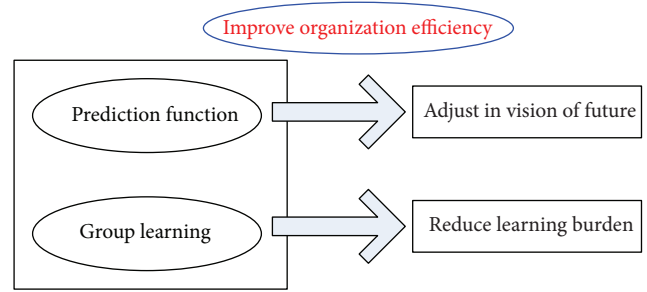 Improve organization efficiency
Prediction function
Adjust in vision of future
Group learning
Reduce learning burden